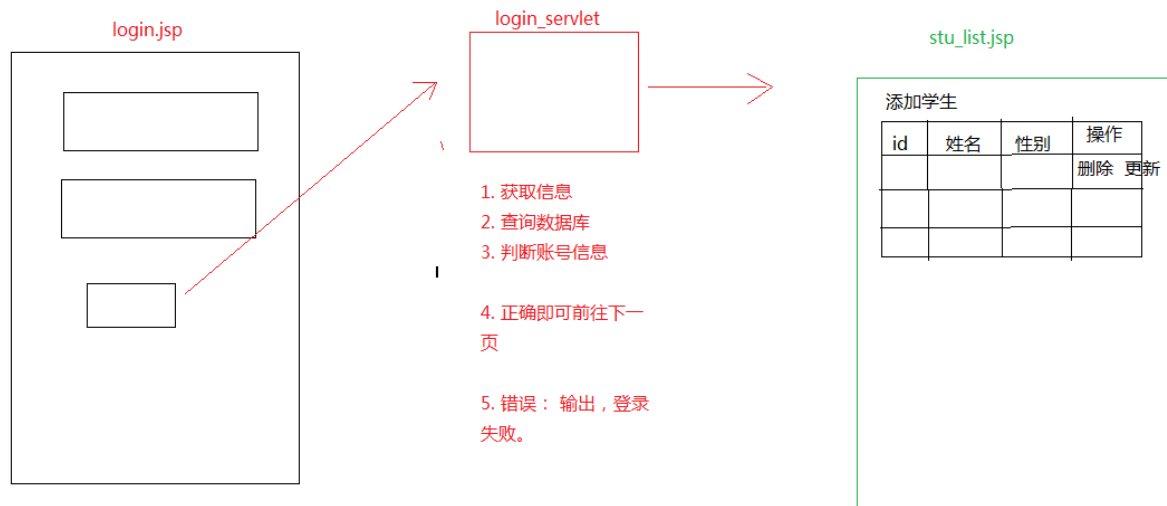 login.jsp
login_servlet
1. 获取信息
2. 查询数据库
3. 判断账号信息
4. 正确即可前往下一
页
5. 错误： 输出，登录
失败。
stu_list.jsp
添加学生
id 姓名 性别 操作
删除 更新